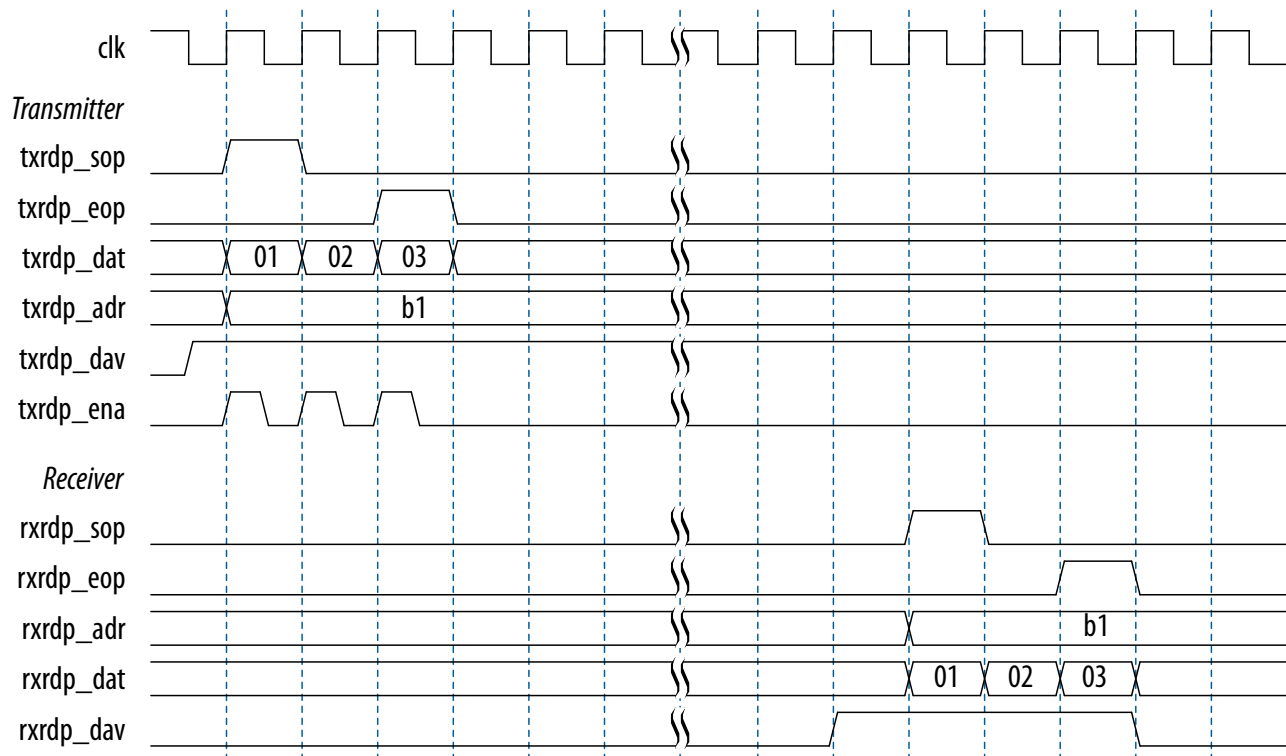 clk
Transmitter
txrdp_sop
txrdp_eop
txrdp_dat 01 02 03
txrdp_adr b1
txrdp_dav
txrdp_ena
Receiver
rxrdp_sop
rxrdp_eop
rxrdp_adr b1
rxrdp_dat 01 02 03
rxrdp_dav